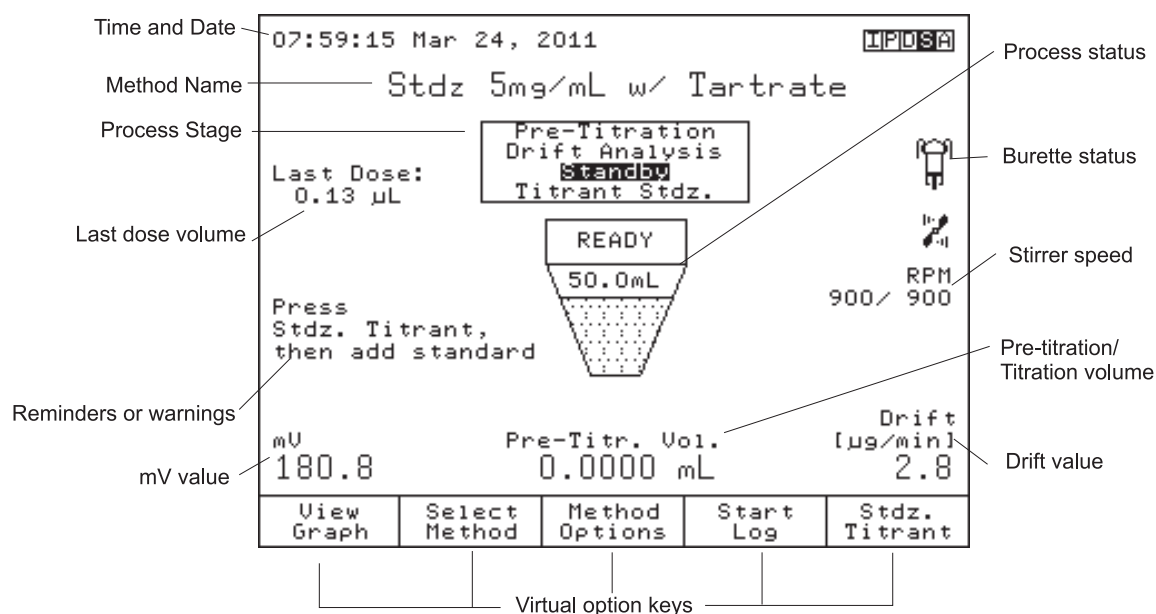 Time and Date
07:59:15 Mar 24, 2011
IPDSA
Process status
Method Name
Stdz 5mg/mL w/ Tartrate
Process Stage
Pre-Titration
Drift Analysis
Standby
Titrant Stdz.
Burette status
Last Dose:
0.13 µL
Last dose volume
READY
50.0mL
Stirrer speed
RPM
900/ 900
Press
Stdz. Titrant,
then add standard
Pre-titration/
Titration volume
Reminders or warnings
mV
180.8
mV value
Pre-Titr. Vol.
0.0000 mL
Drift
[µg/min]
2.8
Drift value
View
Graph
Select
Method
Method
Options
Start
Log
Stdz.
Titrant
Virtual option keys